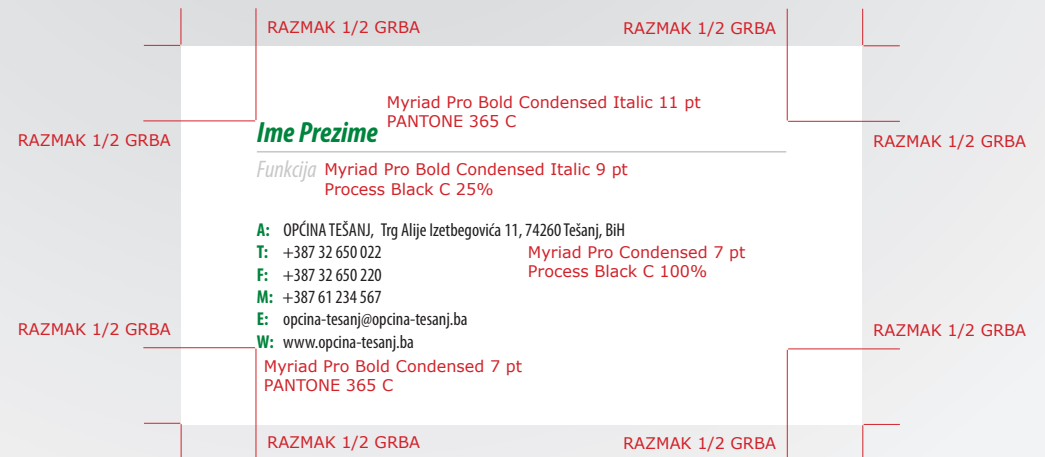 RAZMAK 1/2 GRBA RAZMAK 1/2 GRBA
Myriad Pro Bold Condensed Italic 11 pt
PANTONE 365 C
Ime Prezime
RAZMAK 1/2 GRBA RAZMAK 1/2 GRBA
Funkcija Myriad Pro Bold Condensed Italic 9 pt
Process Black C 25%
A: OPĆINA TEŠANJ, Trg Alije Izetbegovića 11, 74260 Tešanj, BiH
T: +387 32 650 022
Myriad Pro Condensed 7 pt
Process Black C 100%
F: +387 32 650 220
M: +387 61 234 567
E: opcina-tesanj@opcina-tesanj.ba
RAZMAK 1/2 GRBA RAZMAK 1/2 GRBA
W: www.opcina-tesanj.ba
Myriad Pro Bold Condensed 7 pt
PANTONE 365 C
RAZMAK 1/2 GRBA RAZMAK 1/2 GRBA